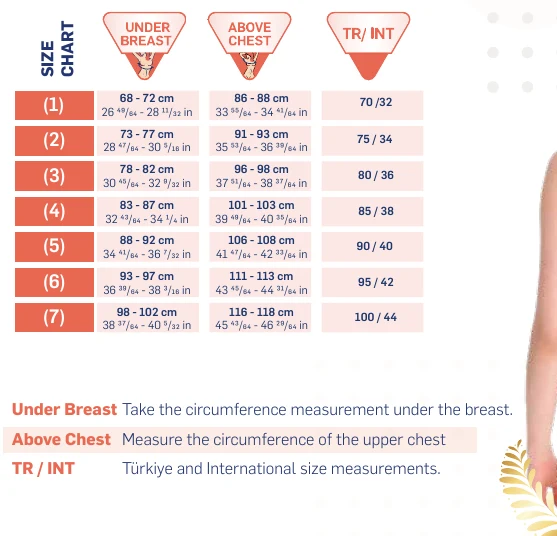 SIZE CHART
UNDER BREAST
ABOVE CHEST
TR/ INT
(1) 68 - 72 cm 86 - 88 cm 70 /32
26 49/64 - 28 11/32 in 33 55/64 - 34 41/64 in
(2) 73 - 77 cm 91 - 93 cm 75 / 34
28 47/64 - 30 5/16 in 35 53/64 - 36 39/64 in
(3) 78 - 82 cm 96 - 98 cm 80 / 36
30 45/64 - 32 9/32 in 37 51/64 - 38 37/64 in
(4) 83 - 87 cm 101 - 103 cm 85 / 38
32 43/64 - 34 1/4 in 39 49/64 - 40 35/64 in
(5) 88 - 92 cm 106 - 108 cm 90 / 40
34 41/64 - 36 7/32 in 41 47/64 - 42 33/64 in
(6) 93 - 97 cm 111 - 113 cm 95 / 42
36 39/64 - 38 3/16 in 43 45/64 - 44 31/64 in
(7) 98 - 102 cm 116 - 118 cm 100 / 44
38 37/64 - 40 5/32 in 45 43/64 - 46 29/64 in
Under Breast Take the circumference measurement under the breast.
Above Chest Measure the circumference of the upper chest
TR / INT Türkiye and International size measurements.